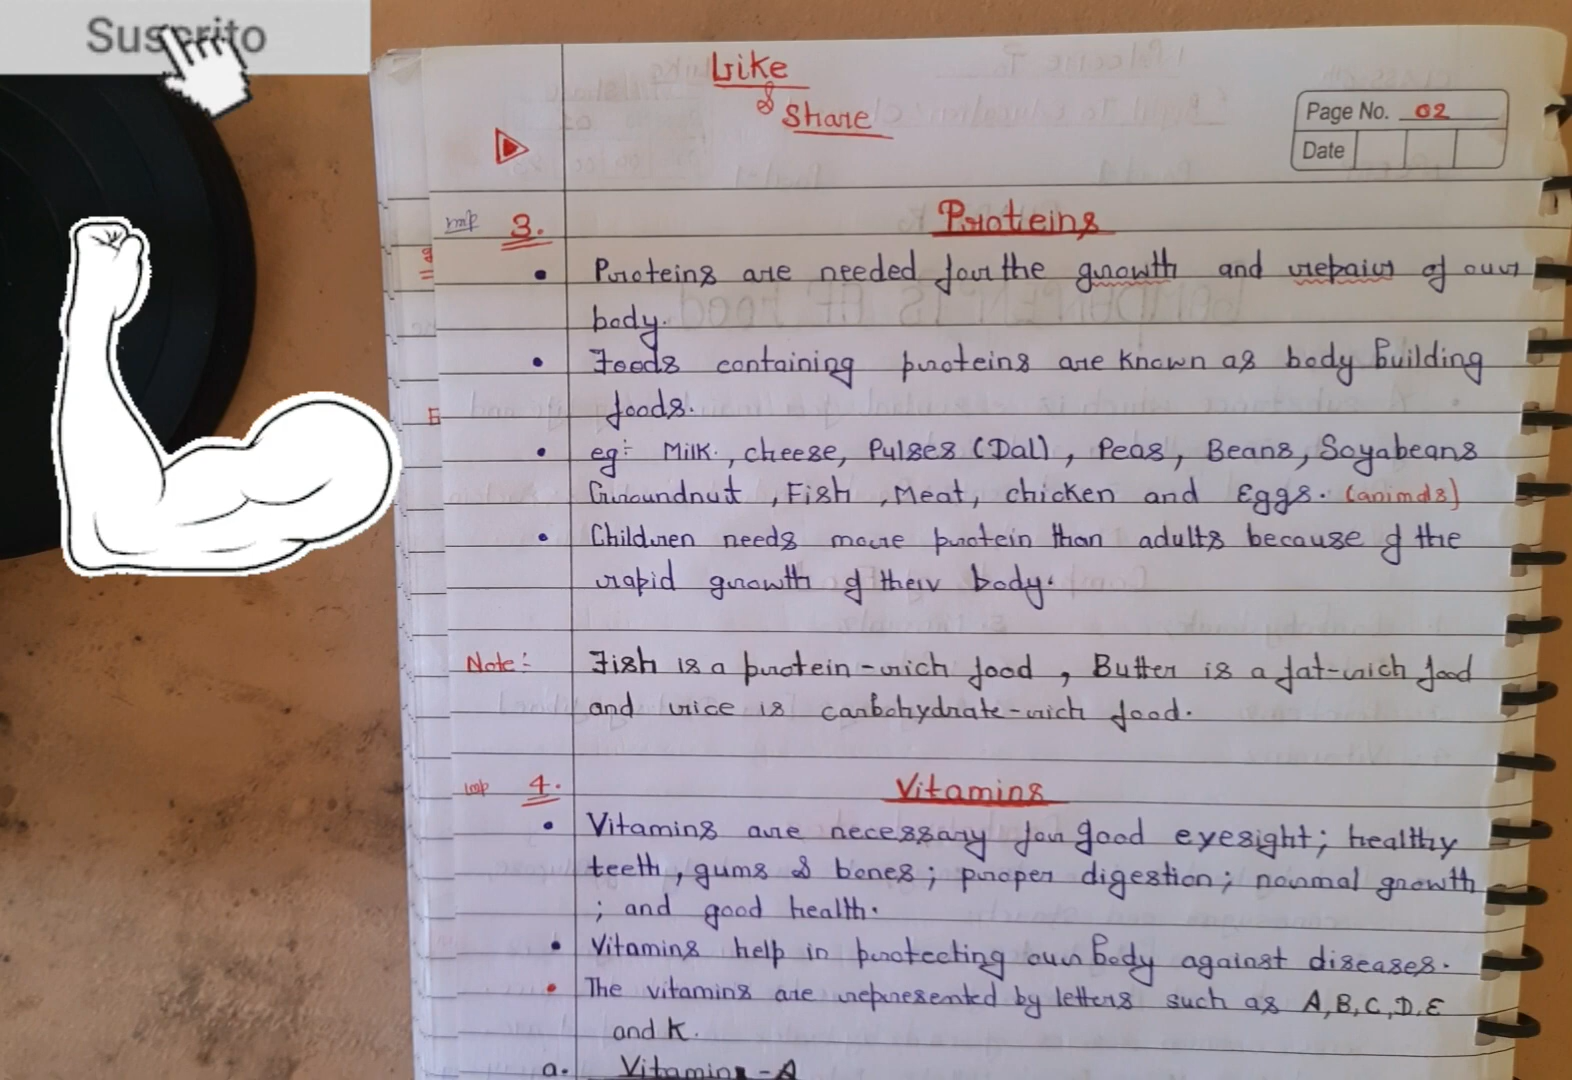 Suscrito
Like
& Share
Page No. 02
Date
Imp 3. Proteins
• Proteins are needed for the growth and repair of our
body.
• Foods containing proteins are known as body building
foods.
• eg:- Milk, cheese, Pulses (Dal), Peas, Beans, Soyabeans
Groundnut, Fish, Meat, chicken and Eggs. (animals)
• Children needs more protein than adults because of the
rapid growth of their body.
Note:- Fish is a protein-rich food, Butter is a fat-rich food
and rice is carbohydrate-rich food.
Imp 4. Vitamins
• Vitamins are necessary for good eyesight; healthy
teeth, gums & bones; proper digestion; normal growth
; and good health.
• Vitamins help in protecting our body against diseases.
• The vitamins are represented by letters such as A, B, C, D, E
and K.
a. Vitamin-A